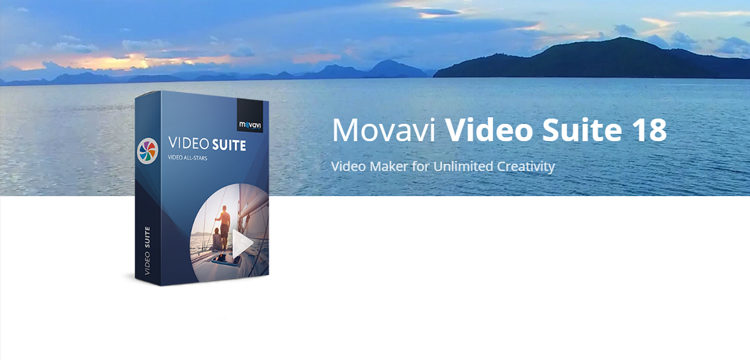 Movavi Video Suite 18
Video Maker for Unlimited Creativity
movavi
VIDEO SUITE
VIDEO ALL-STARS
VIDEO SUITE